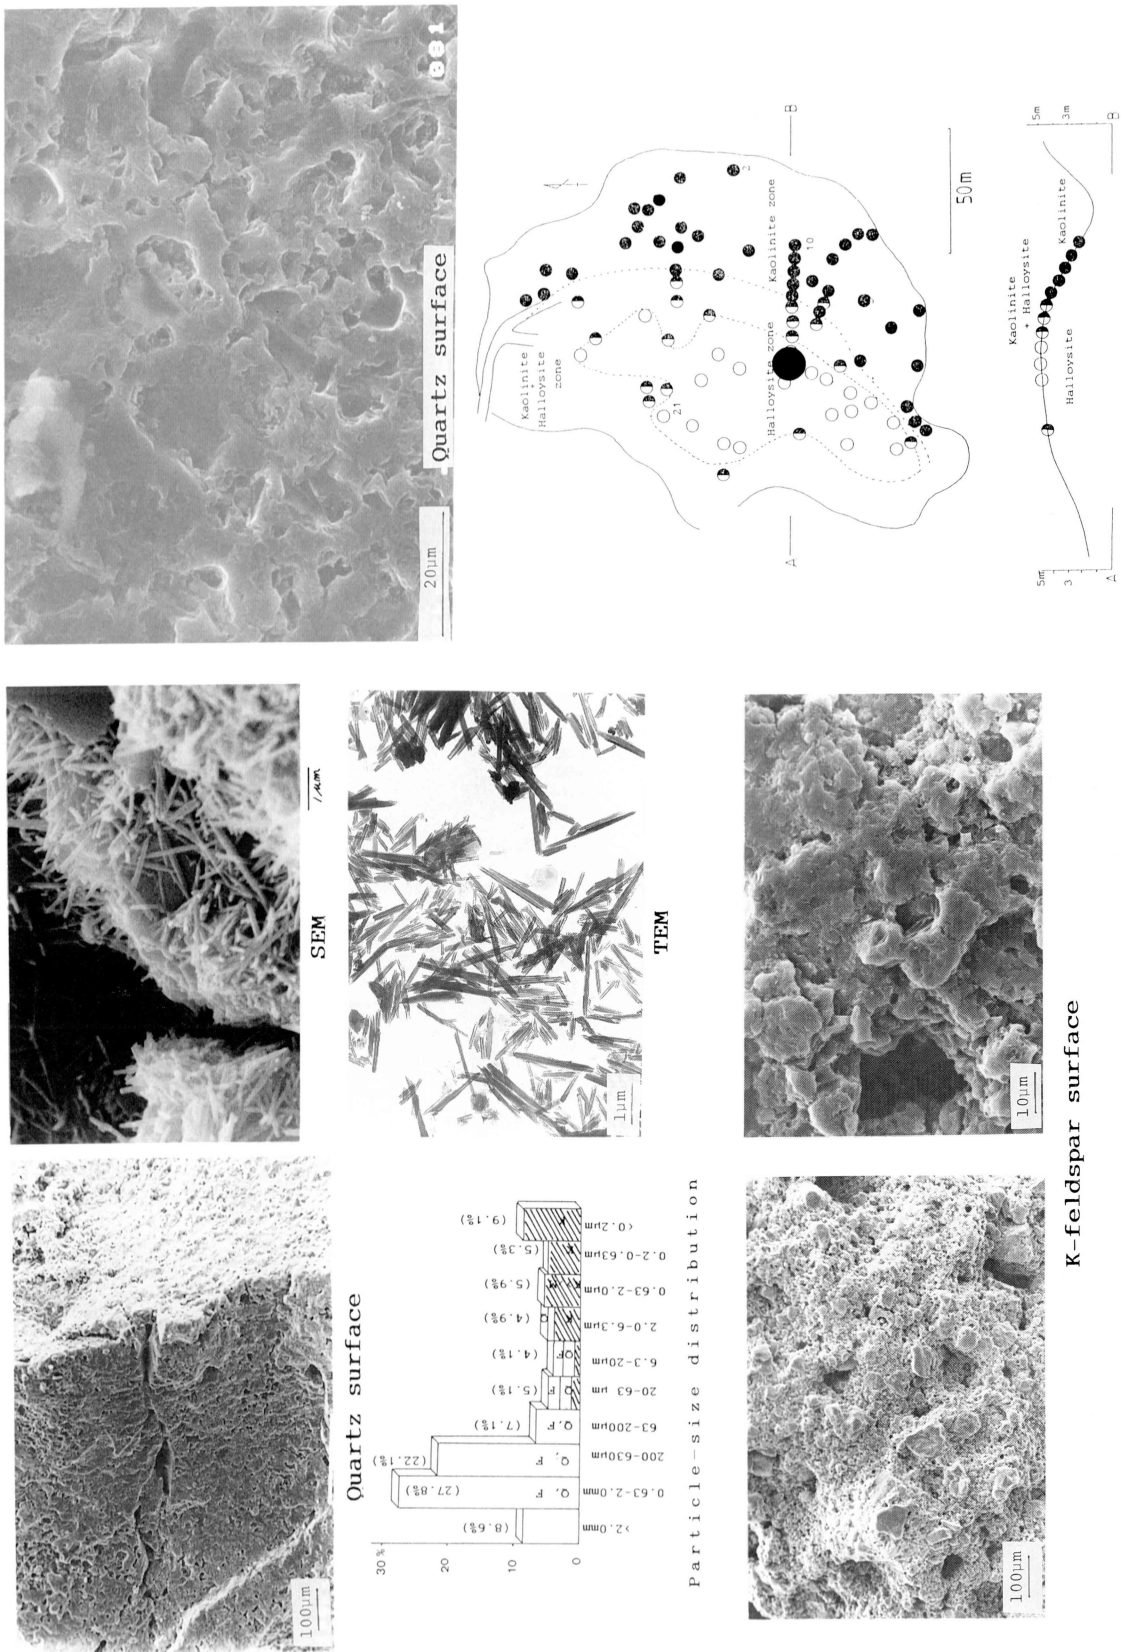 100µm
Quartz surface
SEM
1µm
081
20µm
Quartz surface
30%
20
10
0
(8.6%)
(27.8%)
(22.1%)
(7.1%)
(5.1%)
(4.1%)
(4.9%)
(5.9%)
(5.3%)
(9.1%)
Q, F
Q, F
Q,F
Q
F
Q
F
Q
K
K
K
K
>2.0mm
0.63-2.0mm
200-630µm
63-200µm
20-63 µm
6.3-20µm
2.0-6.3µm
0.63-2.0µm
0.2-0.63µm
<0.2µm
Particle-size distribution
1µm
TEM
Kaolinite
+
Halloysite
zone
21
2
Halloysite zone
Kaolinite zone
10
A
B
50m
100µm
10µm
K-feldspar surface
Kaolinite
+ Halloysite
Kaolinite
Halloysite
5m
3
A
5m
3m
B